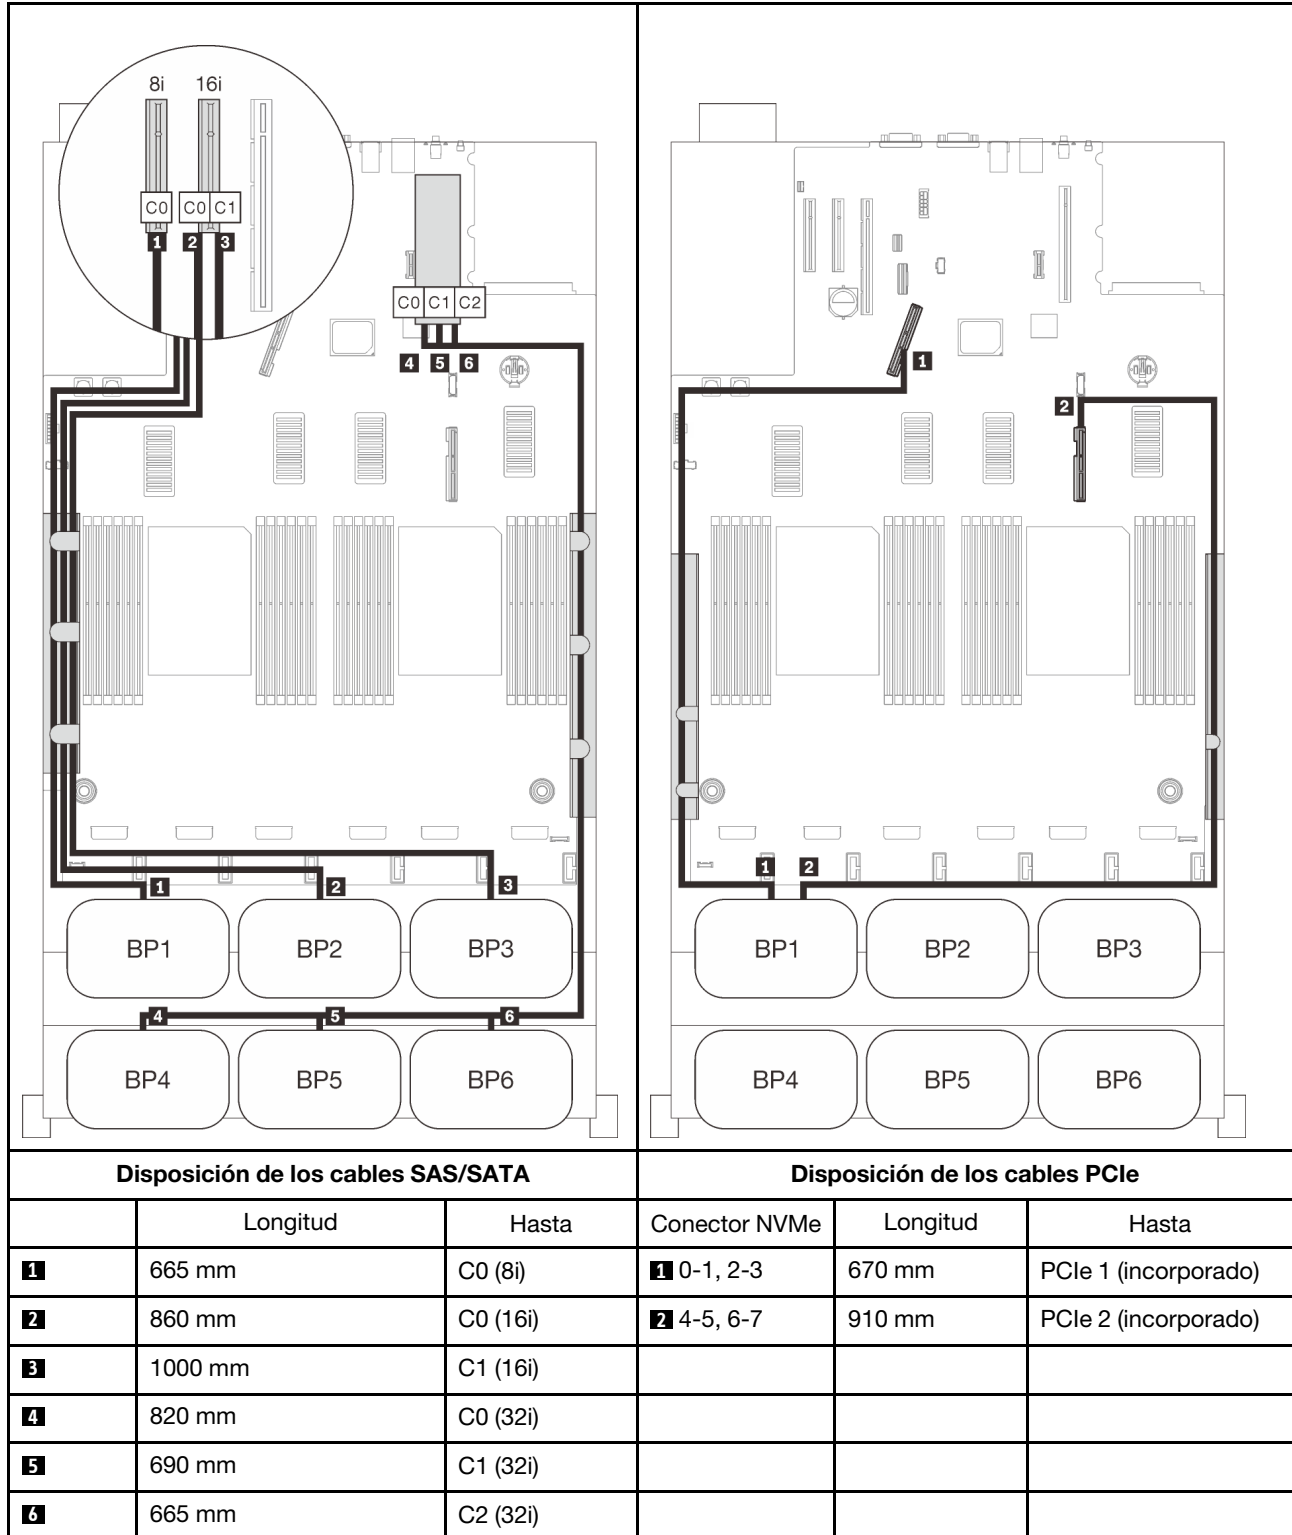 8i 16i
C0 C0 C1
1 2 3
C0 C1 C2
4 5 6
1 2 3
BP1 BP2 BP3
4 5 6
BP4 BP5 BP6
1
2
1 2
BP1 BP2 BP3
BP4 BP5 BP6
Disposición de los cables SAS/SATA Disposición de los cables PCIe
Longitud Hasta Conector NVMe Longitud Hasta
1 665 mm C0 (8i) 1 0-1, 2-3 670 mm PCIe 1 (incorporado)
2 860 mm C0 (16i) 2 4-5, 6-7 910 mm PCIe 2 (incorporado)
3 1000 mm C1 (16i)
4 820 mm C0 (32i)
5 690 mm C1 (32i)
6 665 mm C2 (32i)